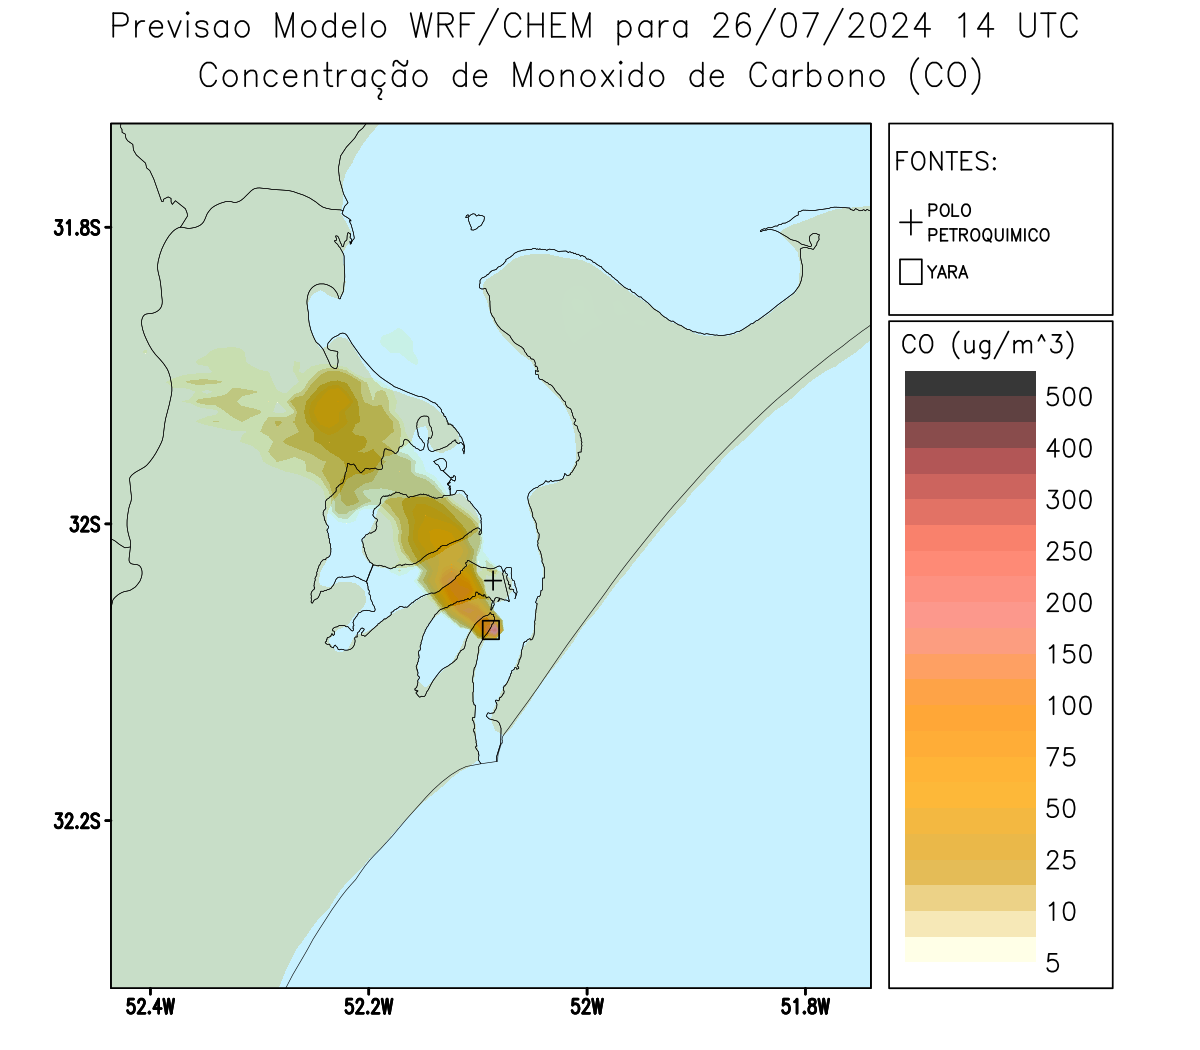 Previsao Modelo WRF/CHEM para 26/07/2024 14 UTC
Concentração de Monoxido de Carbono (CO)
FONTES:
POLO
PETROQUIMICO
YARA
CO (ug/m^3)
500
400
300
250
200
150
100
75
50
25
10
5
31.8S
32S
32.2S
52.4W
52.2W
52W
51.8W